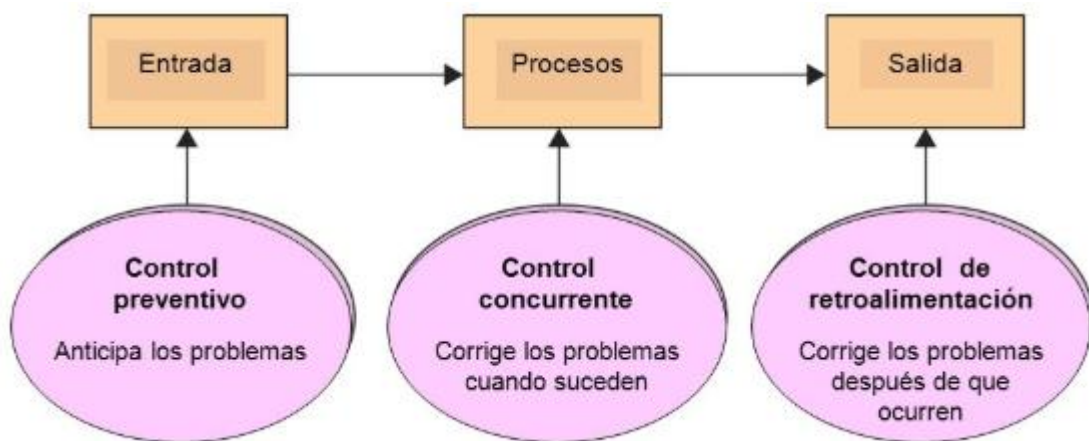 Entrada
Procesos
Salida
Control
preventivo
Anticipa los problemas
Control
concurrente
Corrige los problemas
cuando suceden
Control de
retroalimentación
Corrige los problemas
después de que
ocurren